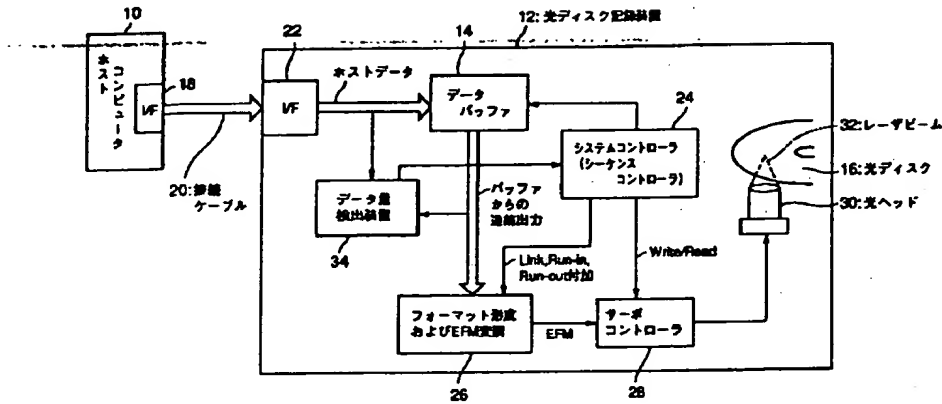 10
ホスト
コンピュータ
I/F
18
20:接続
ケーブル
12:光ディスク記録装置
22
I/F
ホストデータ
14
データ
バッファ
24
システムコントローラ
(シーケンス
コントローラ)
32:レーザビーム
16:光ディスク
30:光ヘッド
データ量
検出装置
34
バッファ
からの
連続出力
Link,Run-in,
Run-out付加
Write/Read
フォーマット形成
およびEFM変調
26
EFM
サーボ
コントローラ
28